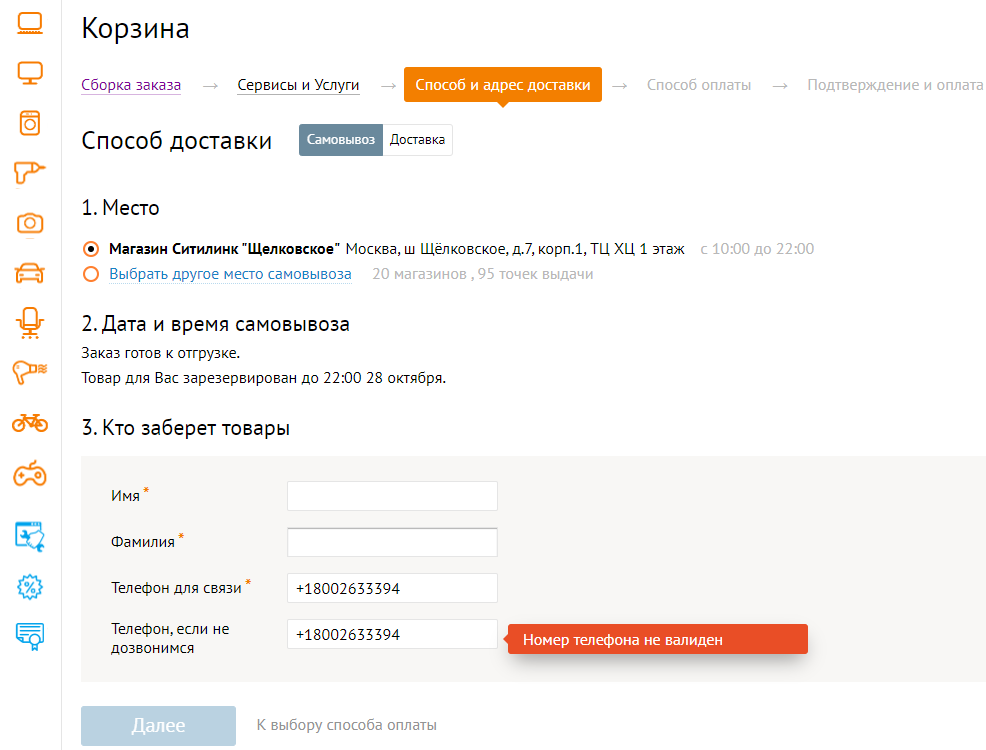 Корзина
Сборка заказа → Сервисы и Услуги → Способ и адрес доставки → Способ оплаты → Подтверждение и оплата
Способ доставки Самовывоз Доставка
1. Место
Магазин Ситилинк "Щелковское" Москва, ш Щёлковское, д.7, корп.1, ТЦ ХЦ 1 этаж с 10:00 до 22:00
Выбрать другое место самовывоза 20 магазинов , 95 точек выдачи
2. Дата и время самовывоза
Заказ готов к отгрузке.
Товар для Вас зарезервирован до 22:00 28 октября.
3. Кто заберет товары
Имя *
Фамилия *
Телефон для связи * +18002633394
Телефон, если не
дозвонимся
+18002633394
Номер телефона не валиден
Далее К выбору способа оплаты